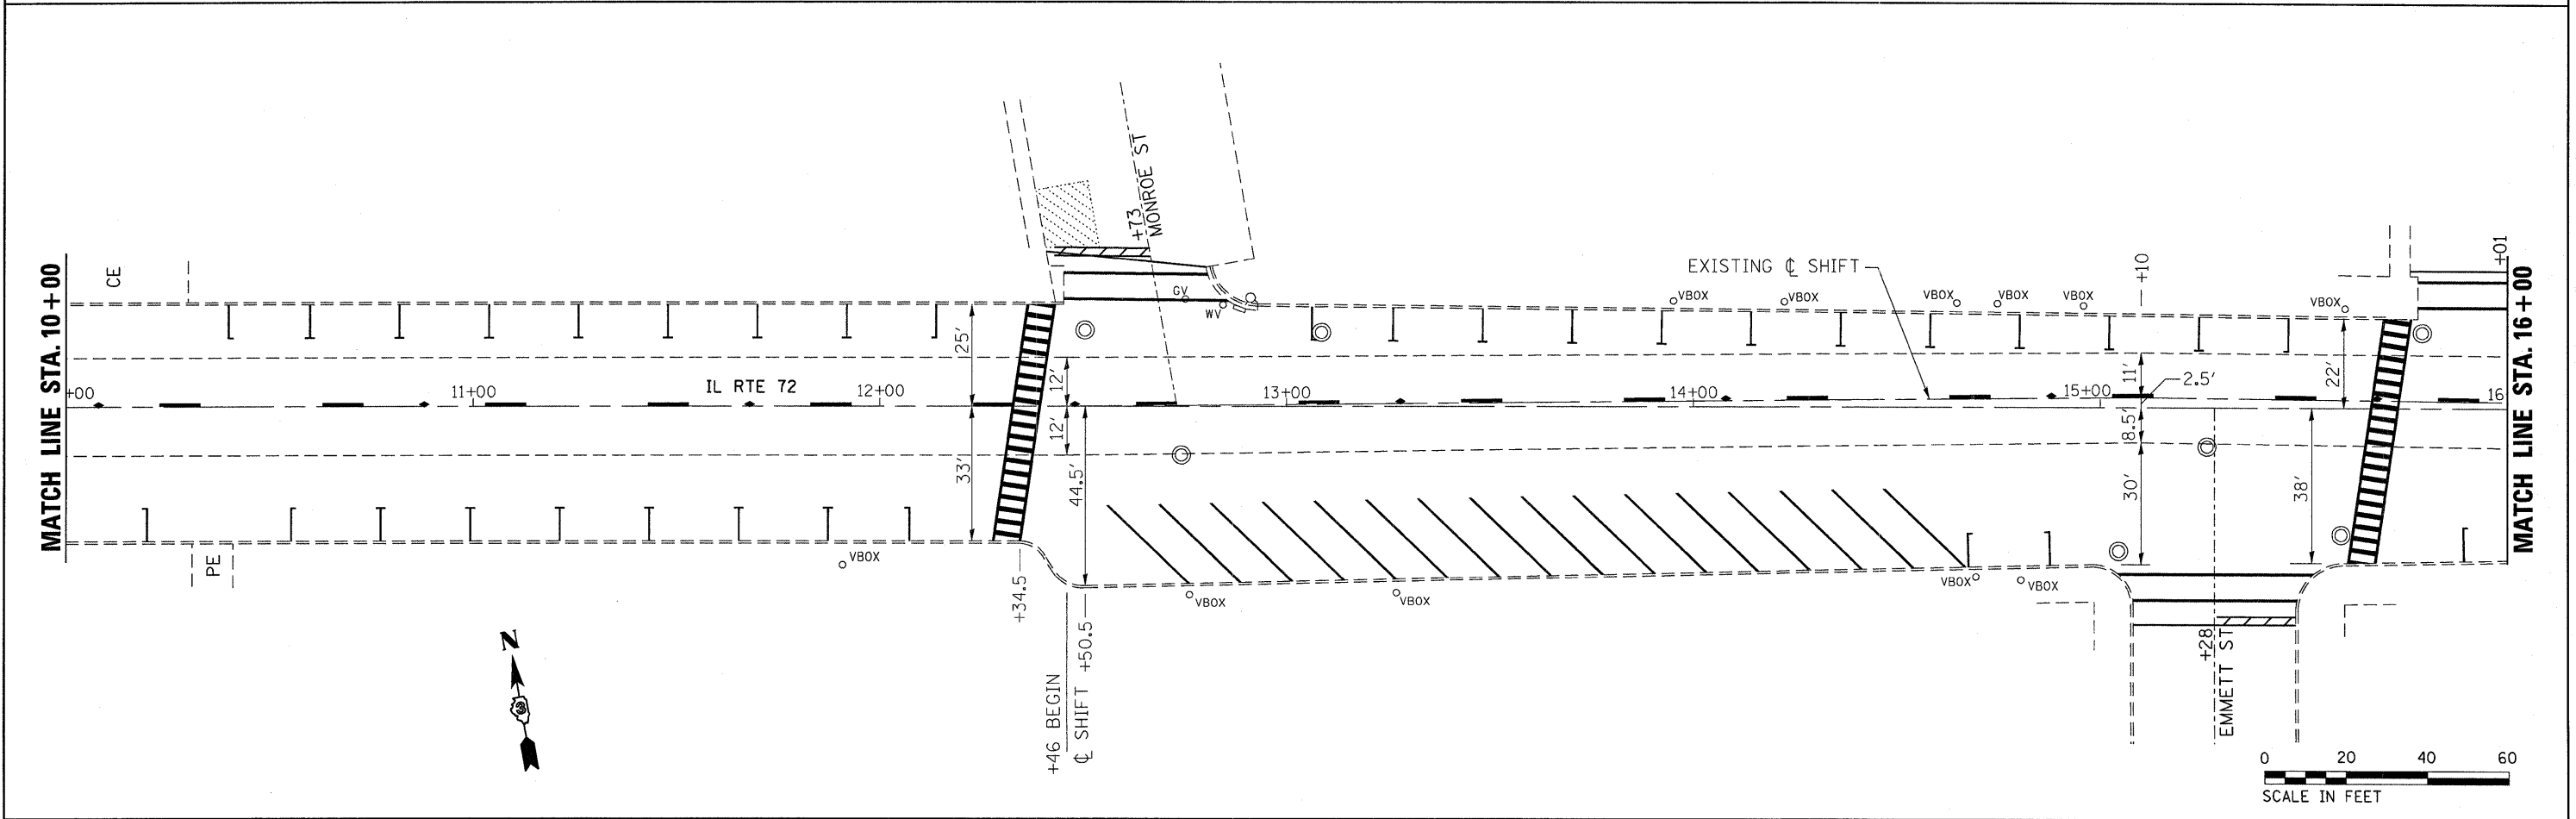 MATCH LINE STA. 10+00
CE
PE
+00
11+00
IL RTE 72
12+00
25'
33'
12'
12'
44.5'
+34.5
+46 BEGIN
℄ SHIFT +50.5
VBOX
+73
MONROE ST
GV
WV
13+00
14+00
15+00
16
EXISTING ℄ SHIFT
VBOX
VBOX
VBOX
VBOX
VBOX
VBOX
+10
11'
2.5'
8.5'
30'
22'
38'
+01
VBOX
VBOX
VBOX
VBOX
+28
EMMETT ST
N
MATCH LINE STA. 16+00
0 20 40 60
SCALE IN FEET